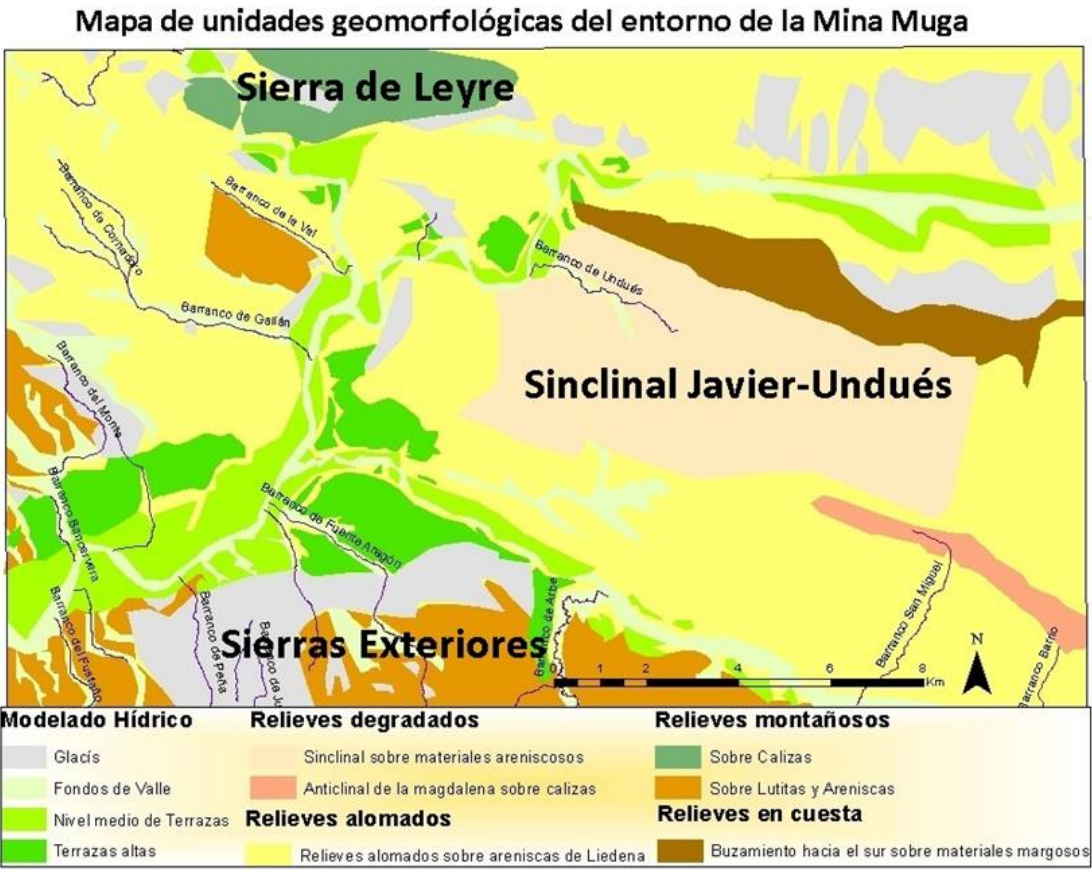 Mapa de unidades geomorfológicas del entorno de la Mina Muga
Sierra de Leyre
Barranco de la Val
Barranco de Undués
Barranco de Gallán
Barranco del Monte
Sinclinal Javier-Undués
Barranco Bancervera
Barranco de Fuente Aragón
Barranco del Fustaño
Barranco de Peña
Barranco de Ju
Sierras Exteriores
Barranco de Arbe
Barranco San Miguel
Barranco Barrio
N
0 1 2 4 6 8
Km
Modelado Hídrico
Glacís
Fondos de Valle
Nivel medio de Terrazas
Terrazas altas
Relieves degradados
Sinclinal sobre materiales areniscosos
Anticlinal de la magdalena sobre calizas
Relieves alomados
Relieves alomados sobre areniscas de Liedena
Relieves montañosos
Sobre Calizas
Sobre Lutitas y Areniscas
Relieves en cuesta
Buzamiento hacia el sur sobre materiales margosos